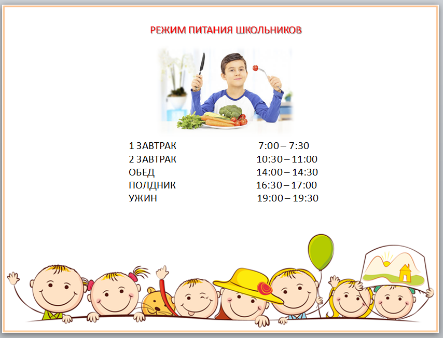 РЕЖИМ ПИТАНИЯ ШКОЛЬНИКОВ
1 ЗАВТРАК 7:00 – 7:30
2 ЗАВТРАК 10:30 – 11:00
ОБЕД 14:00 – 14:30
ПОЛДНИК 16:30 – 17:00
УЖИН 19:00 – 19:30